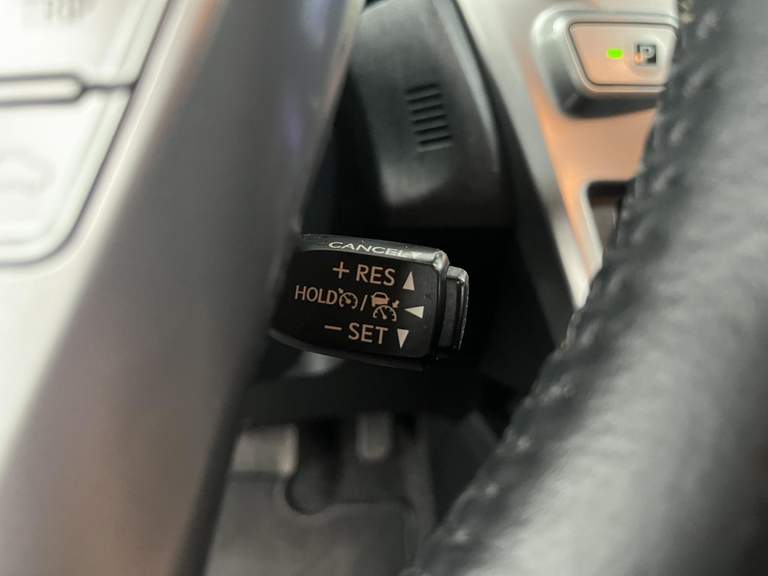 P
CANCEL
+ RES
HOLD /
− SET